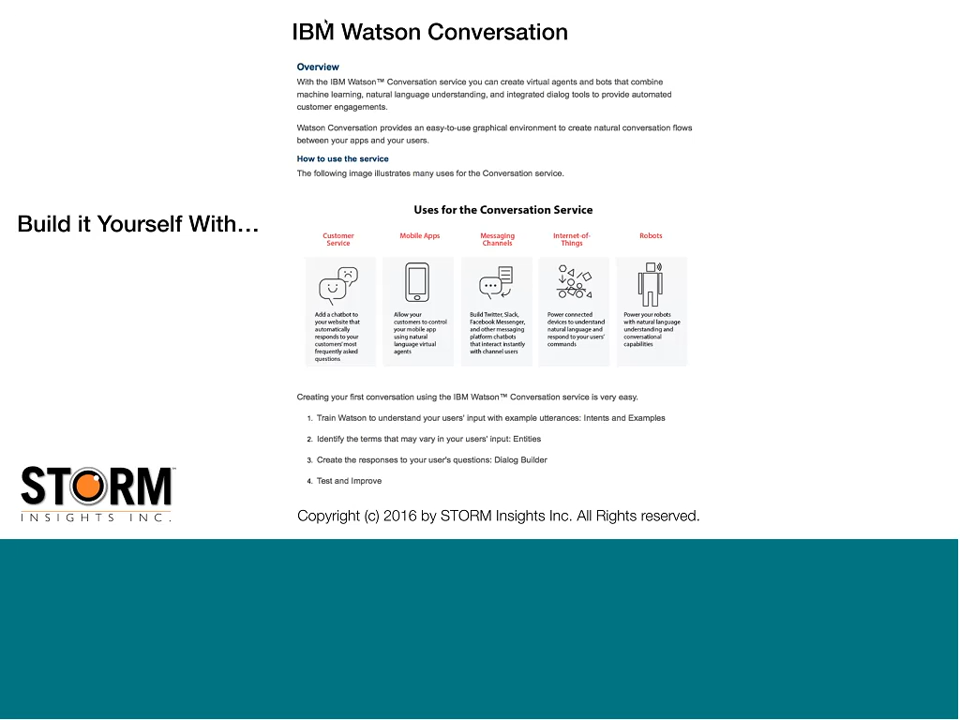 IBM Watson Conversation
Overview
With the IBM Watson™ Conversation service you can create virtual agents and bots that combine
machine learning, natural language understanding, and integrated dialog tools to provide automated
customer engagements.
Watson Conversation provides an easy-to-use graphical environment to create natural conversation flows
between your apps and your users.
How to use the service
The following image illustrates many uses for the Conversation service.
Build it Yourself With...
Uses for the Conversation Service
Customer
Service
Add a chatbot to
your website that
automatically
responds to your
customers' most
frequently asked
questions
Mobile Apps
Allow your
customers to control
your mobile app
using natural
language virtual
agents
Messaging
Channels
Build Twitter, Slack,
Facebook Messenger,
and other messaging
platform chatbots
that interact instantly
with channel users
Internet-of-
Things
Power connected
devices to understand
natural language and
respond to your users'
commands
Robots
Power your robots
with natural language
understanding and
conversational
capabilities
Creating your first conversation using the IBM Watson™ Conversation service is very easy.
1. Train Watson to understand your users' input with example utterances: Intents and Examples
2. Identify the terms that may vary in your users' input: Entities
3. Create the responses to your user's questions: Dialog Builder
4. Test and Improve
STORM™
INSIGHTS INC.
Copyright (c) 2016 by STORM Insights Inc. All Rights reserved.